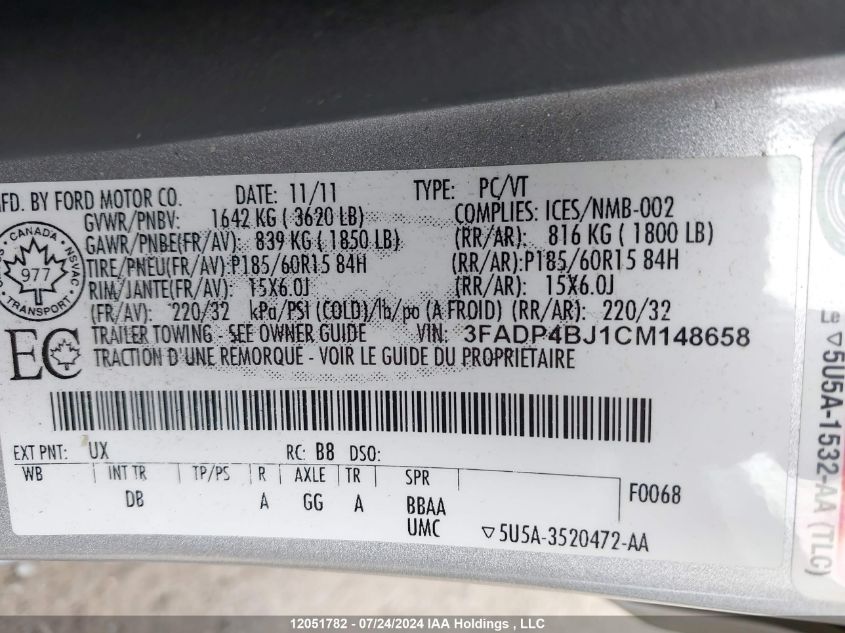 MFD. BY FORD MOTOR CO. DATE: 11/11 TYPE: PC/VT
GVWR/PNBV: 1642 KG ( 3620 LB) COMPLIES: ICES/NMB-002
GAWR/PNBE(FR/AV): 839 KG ( 1850 LB) (RR/AR): 816 KG ( 1800 LB)
TIRE/PNEU(FR/AV): P185/60R15 84H (RR/AR): P185/60R15 84H
RIM/JANTE(FR/AV): 15X6.0J (RR/AR): 15X6.0J
(FR/AV): 220/32 kPa/PSI (COLD)/lb/po (A FROID) (RR/AR): 220/32
TRAILER TOWING - SEE OWNER GUIDE VIN: 3FADP4BJ1CM148658
TRACTION D'UNE REMORQUE - VOIR LE GUIDE DU PROPRIETAIRE
CANADA
NSVAC
977
TRANSPORT
EC
EXT PNT: UX RC: B8 DSO:
WB INT TR TP/PS R AXLE TR SPR
DB A GG A BBAA F0068
UMC 5U5A-3520472-AA
5U5A-1532-AA (TLC)
12051782 - 07/24/2024 IAA Holdings , LLC